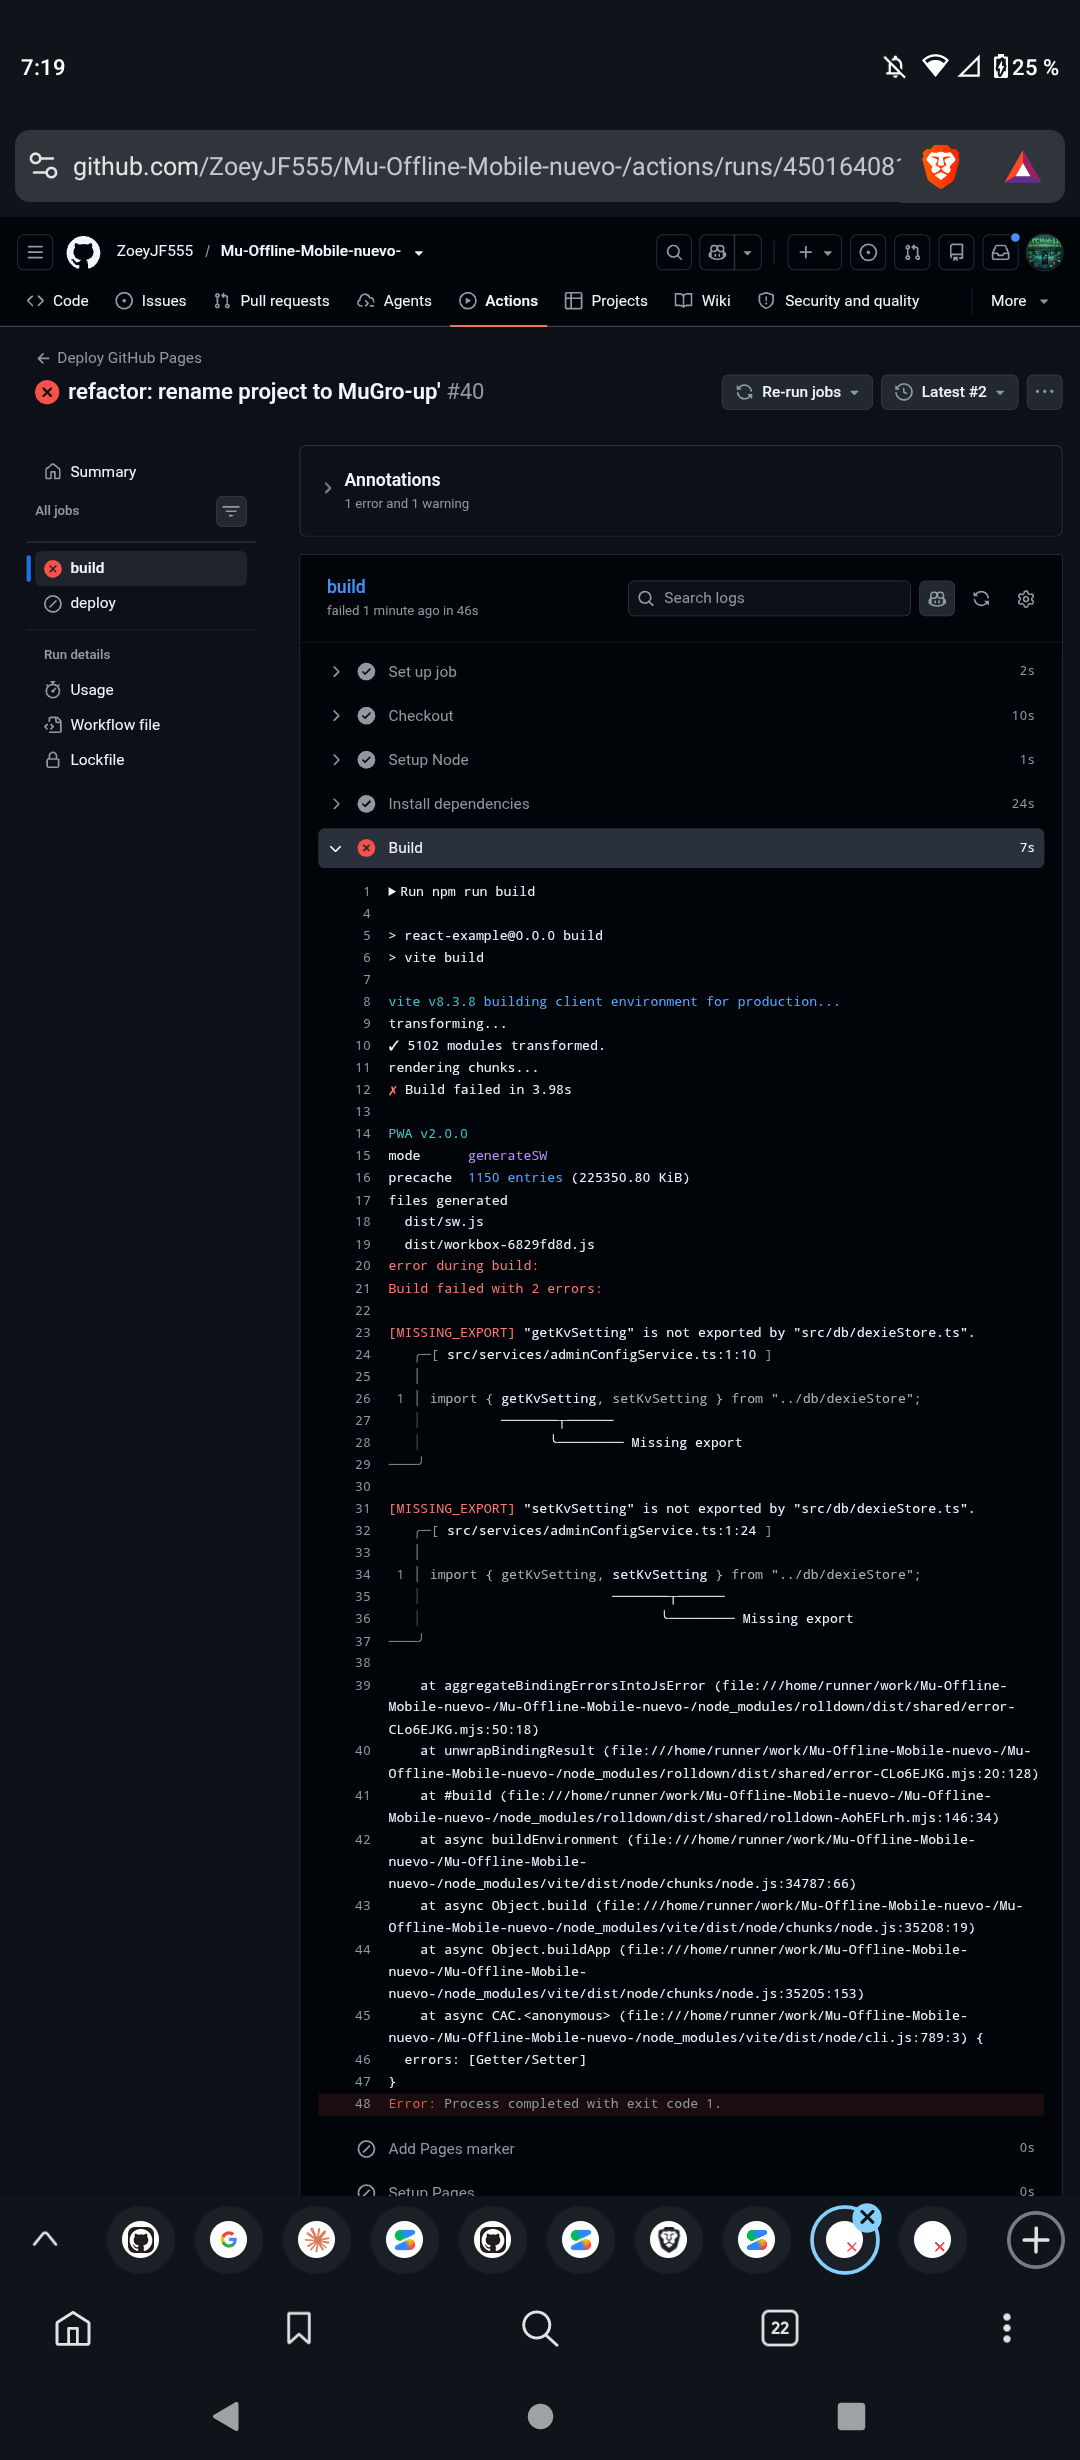 7:19
25 %
github.com/ZoeyJF555/Mu-Offline-Mobile-nuevo-/actions/runs/45016408
ZoeyJF555 / Mu-Offline-Mobile-nuevo-
Code Issues Pull requests Agents Actions Projects Wiki Security and quality More
Deploy GitHub Pages
refactor: rename project to MuGro-up' #40
Re-run jobs
Latest #2
Summary
All jobs
build
deploy
Run details
Usage
Workflow file
Lockfile
Annotations
1 error and 1 warning
build
failed 1 minute ago in 46s
Search logs
Set up job 2s
Checkout 10s
Setup Node 1s
Install dependencies 24s
Build 7s
1 Run npm run build
4
5 > react-example@0.0.0 build
6 > vite build
7
8 vite v8.3.8 building client environment for production...
9 transforming...
10 ✓ 5102 modules transformed.
11 rendering chunks...
12 ✗ Build failed in 3.98s
13
14 PWA v2.0.0
15 mode generateSW
16 precache 1150 entries (225350.80 KiB)
17 files generated
18 dist/sw.js
19 dist/workbox-6829fd8d.js
20 error during build:
21 Build failed with 2 errors:
22
23 [MISSING_EXPORT] "getKvSetting" is not exported by "src/db/dexieStore.ts".
24 ╭─[ src/services/adminConfigService.ts:1:10 ]
25 │
26 1 │ import { getKvSetting, setKvSetting } from "../db/dexieStore";
27 │ ──────┬─────
28 │ ╰─────── Missing export
29 ───╯
30
31 [MISSING_EXPORT] "setKvSetting" is not exported by "src/db/dexieStore.ts".
32 ╭─[ src/services/adminConfigService.ts:1:24 ]
33 │
34 1 │ import { getKvSetting, setKvSetting } from "../db/dexieStore";
35 │ ──────┬─────
36 │ ╰─────── Missing export
37 ───╯
38
39 at aggregateBindingErrorsIntoJsError (file:///home/runner/work/Mu-Offline-
Mobile-nuevo-/Mu-Offline-Mobile-nuevo-/node_modules/rolldown/dist/shared/error-
CLo6EJKG.mjs:50:18)
40 at unwrapBindingResult (file:///home/runner/work/Mu-Offline-Mobile-nuevo-/Mu-
Offline-Mobile-nuevo-/node_modules/rolldown/dist/shared/error-CLo6EJKG.mjs:20:128)
41 at #build (file:///home/runner/work/Mu-Offline-Mobile-nuevo-/Mu-Offline-
Mobile-nuevo-/node_modules/rolldown/dist/shared/rolldown-AohEFLrh.mjs:146:34)
42 at async buildEnvironment (file:///home/runner/work/Mu-Offline-Mobile-
nuevo-/Mu-Offline-Mobile-
nuevo-/node_modules/vite/dist/node/chunks/node.js:34787:66)
43 at async Object.build (file:///home/runner/work/Mu-Offline-Mobile-nuevo-/Mu-
Offline-Mobile-nuevo-/node_modules/vite/dist/node/chunks/node.js:35208:19)
44 at async Object.buildApp (file:///home/runner/work/Mu-Offline-Mobile-
nuevo-/Mu-Offline-Mobile-
nuevo-/node_modules/vite/dist/node/chunks/node.js:35205:153)
45 at async CAC.<anonymous> (file:///home/runner/work/Mu-Offline-Mobile-
nuevo-/Mu-Offline-Mobile-nuevo-/node_modules/vite/dist/node/cli.js:789:3) {
46 errors: [Getter/Setter]
47 }
48 Error: Process completed with exit code 1.
Add Pages marker 0s
Setup Pages 0s
22